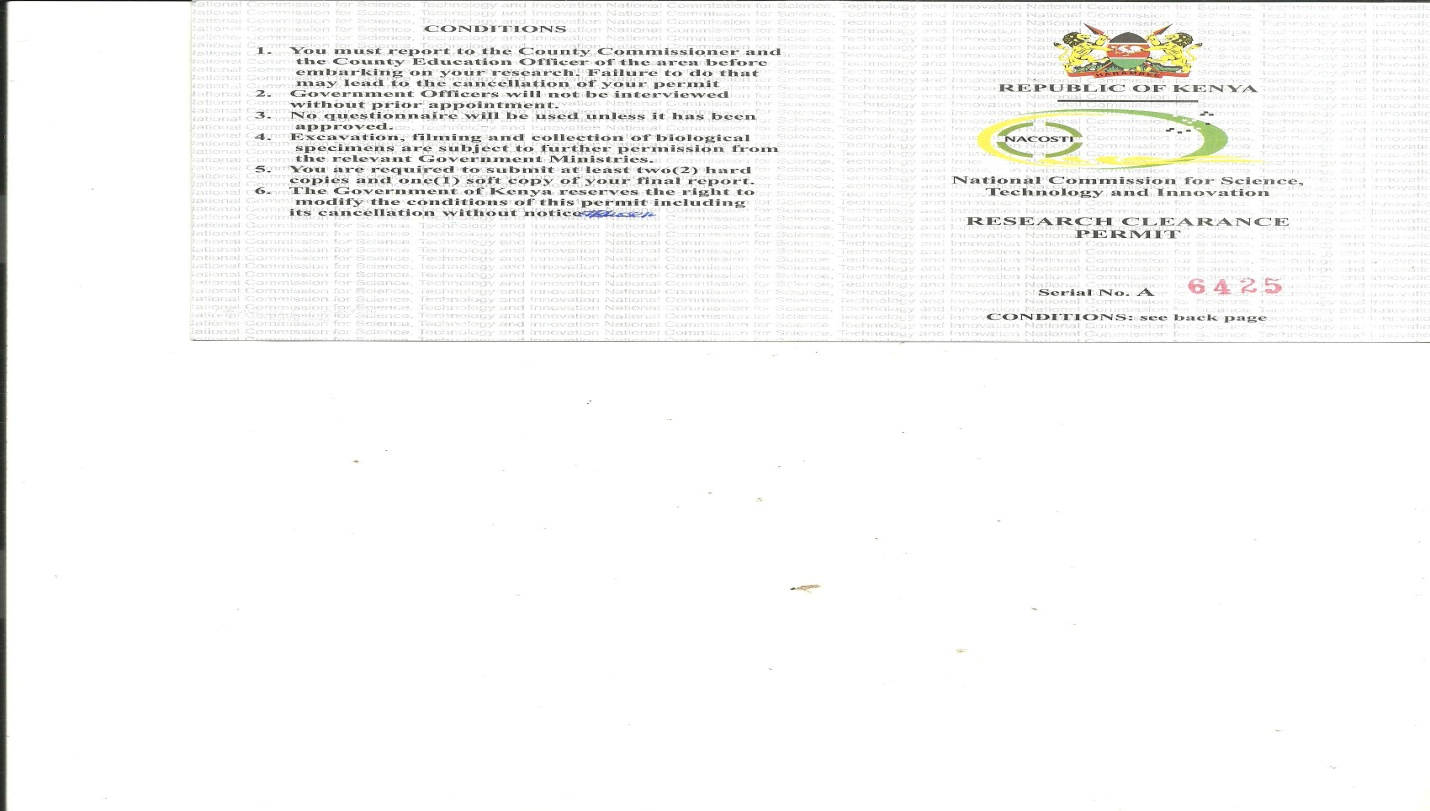 CONDITIONS
1. You must report to the County Commissioner and
the County Education Officer of the area before
embarking on your research. Failure to do that
may lead to the cancellation of your permit
2. Government Officers will not be interviewed
without prior appointment.
3. No questionnaire will be used unless it has been
approved.
4. Excavation, filming and collection of biological
specimens are subject to further permission from
the relevant Government Ministries.
5. You are required to submit at least two(2) hard
copies and one(1) soft copy of your final report.
6. The Government of Kenya reserves the right to
modify the conditions of this permit including
its cancellation without notice
HARAMBEE
REPUBLIC OF KENYA
NACOSTI
National Commission for Science,
Technology and Innovation
RESEARCH CLEARANCE
PERMIT
Serial No. A 6425
CONDITIONS: see back page